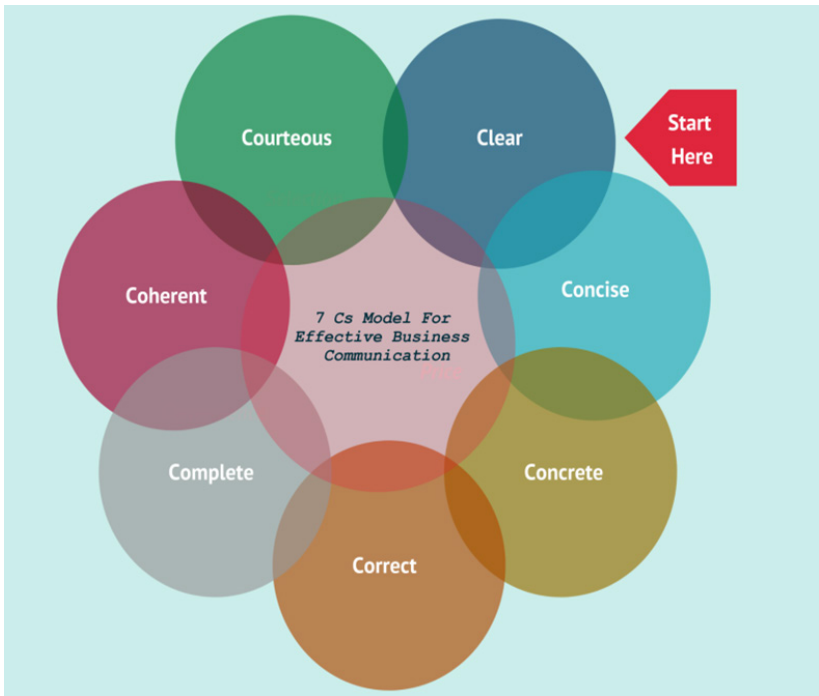 Courteous
Clear
Start
Here
Coherent
Concise
7 Cs Model For
Effective Business
Communication
Complete
Concrete
Correct